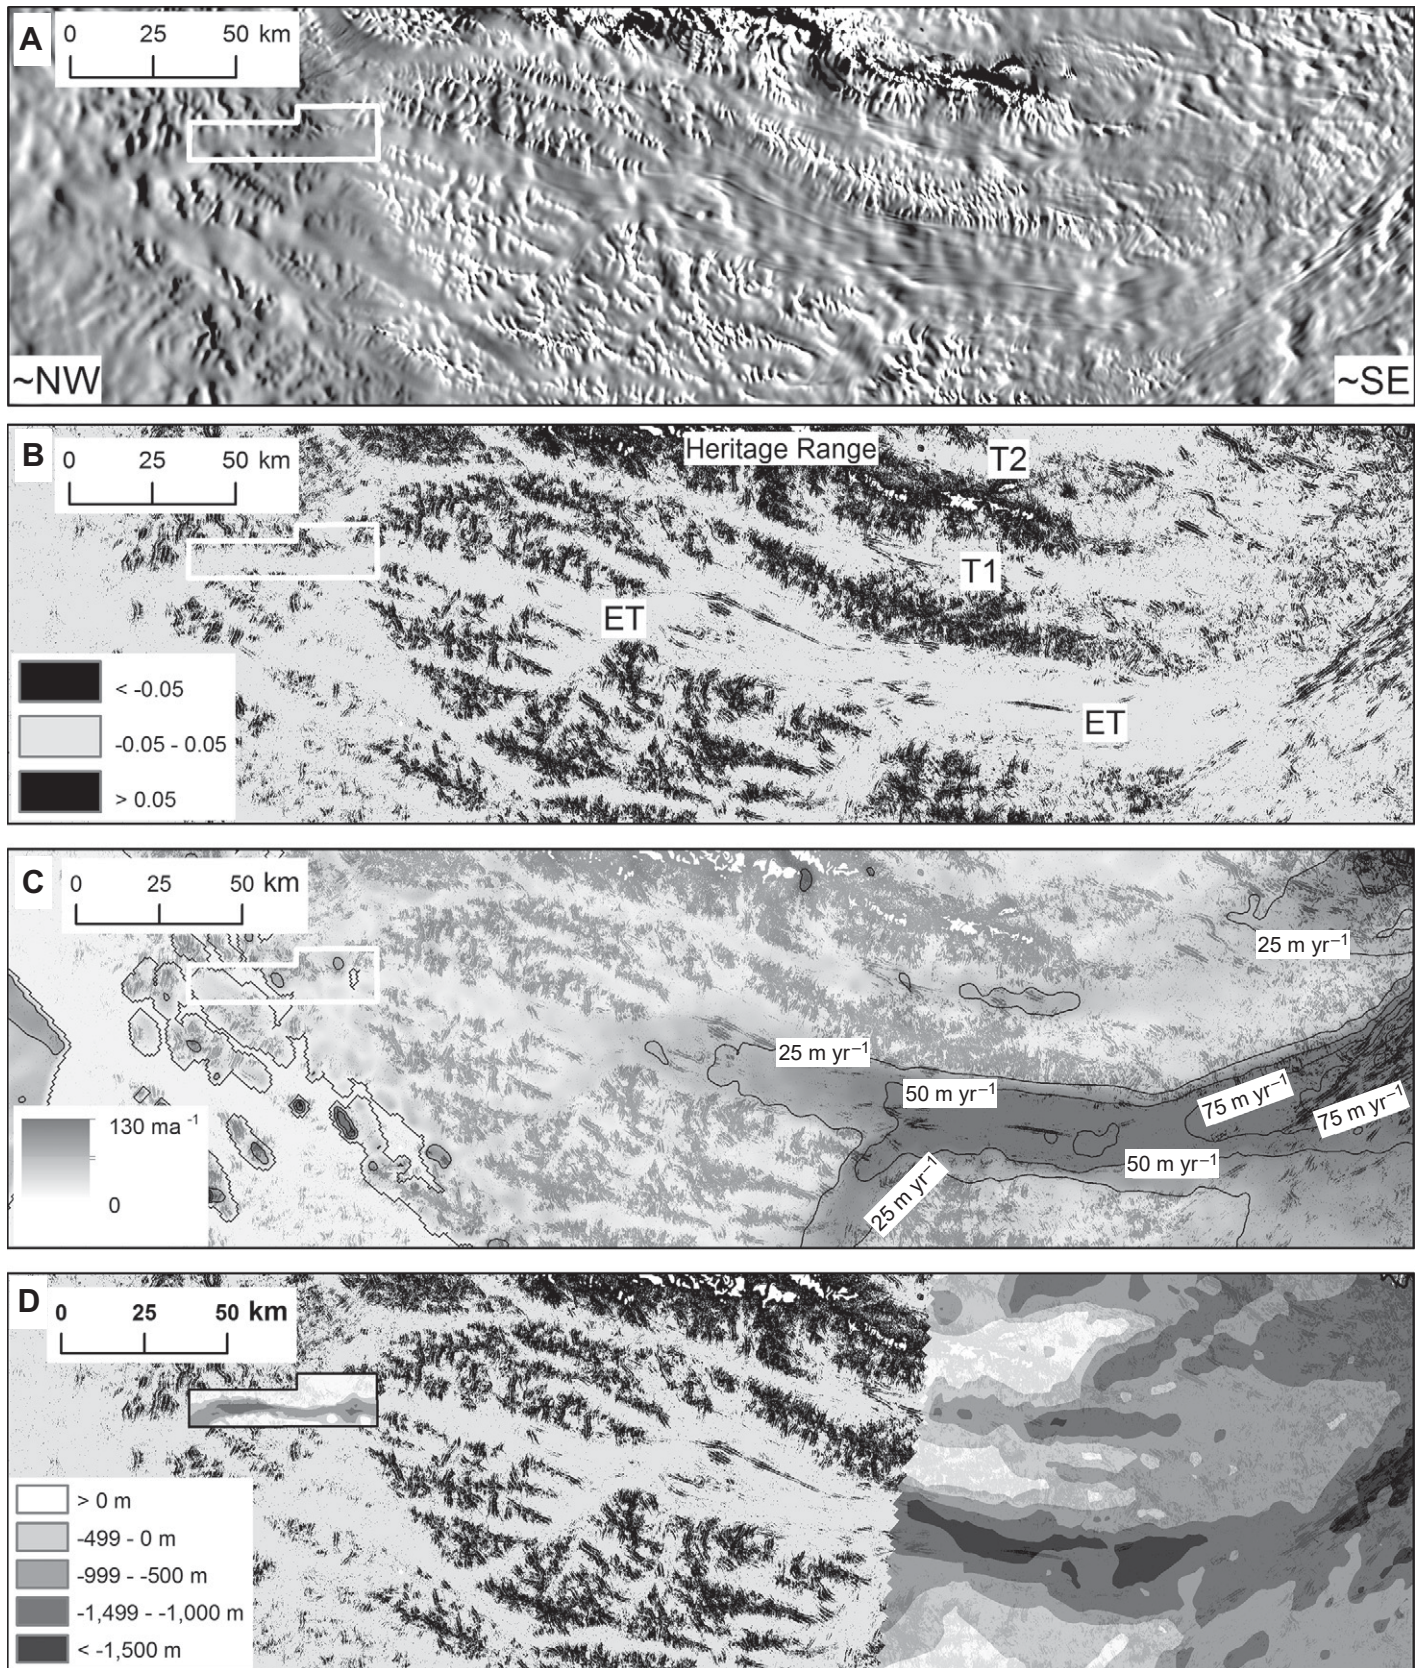 A
0 25 50 km
~NW
~SE
B
0 25 50 km
Heritage Range
T2
T1
ET
ET
< -0.05
-0.05 - 0.05
> 0.05
C
0 25 50 km
25 m yr⁻¹
25 m yr⁻¹
50 m yr⁻¹
75 m yr⁻¹
75 m yr⁻¹
50 m yr⁻¹
25 m yr⁻¹
130 ma ⁻¹
0
D
0 25 50 km
> 0 m
-499 - 0 m
-999 - -500 m
-1,499 - -1,000 m
< -1,500 m